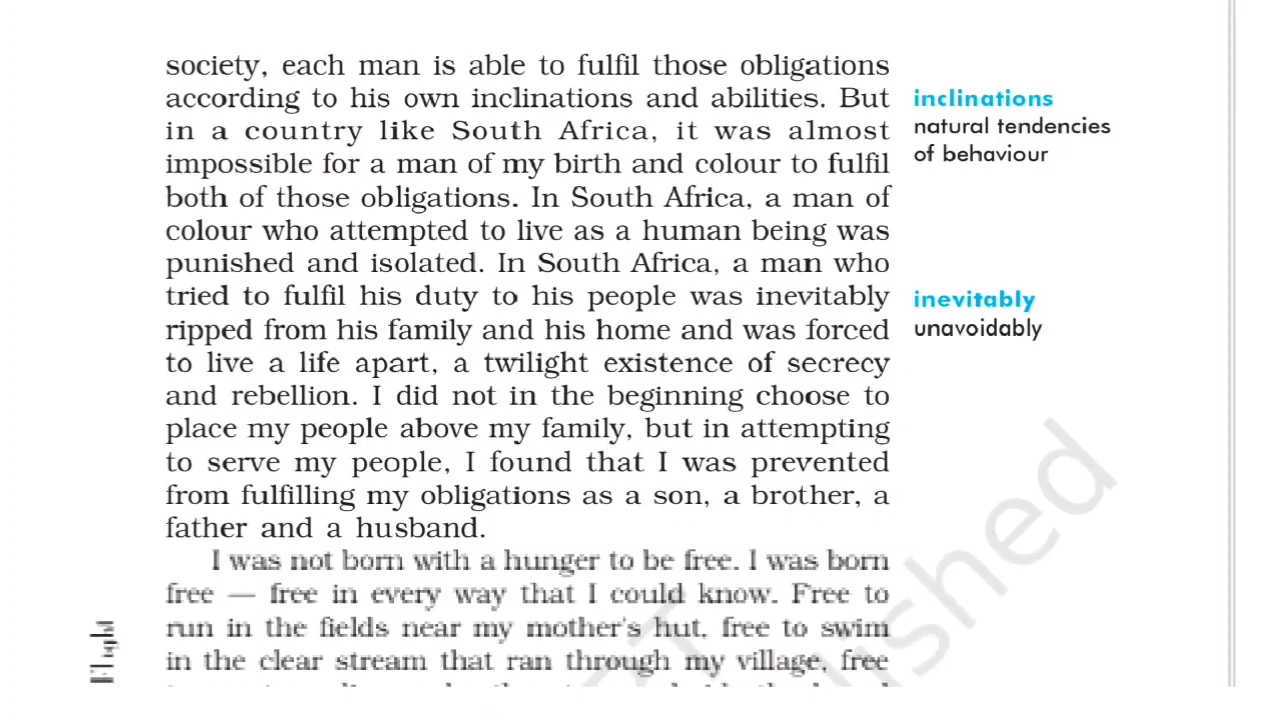 society, each man is able to fulfil those obligations
according to his own inclinations and abilities. But
in a country like South Africa, it was almost
impossible for a man of my birth and colour to fulfil
both of those obligations. In South Africa, a man of
colour who attempted to live as a human being was
punished and isolated. In South Africa, a man who
tried to fulfil his duty to his people was inevitably
ripped from his family and his home and was forced
to live a life apart, a twilight existence of secrecy
and rebellion. I did not in the beginning choose to
place my people above my family, but in attempting
to serve my people, I found that I was prevented
from fulfilling my obligations as a son, a brother, a
father and a husband.
I was not born with a hunger to be free. I was born
free — free in every way that I could know. Free to
run in the fields near my mother's hut, free to swim
in the clear stream that ran through my village, free
inclinations
natural tendencies
of behaviour
inevitably
unavoidably
Flight